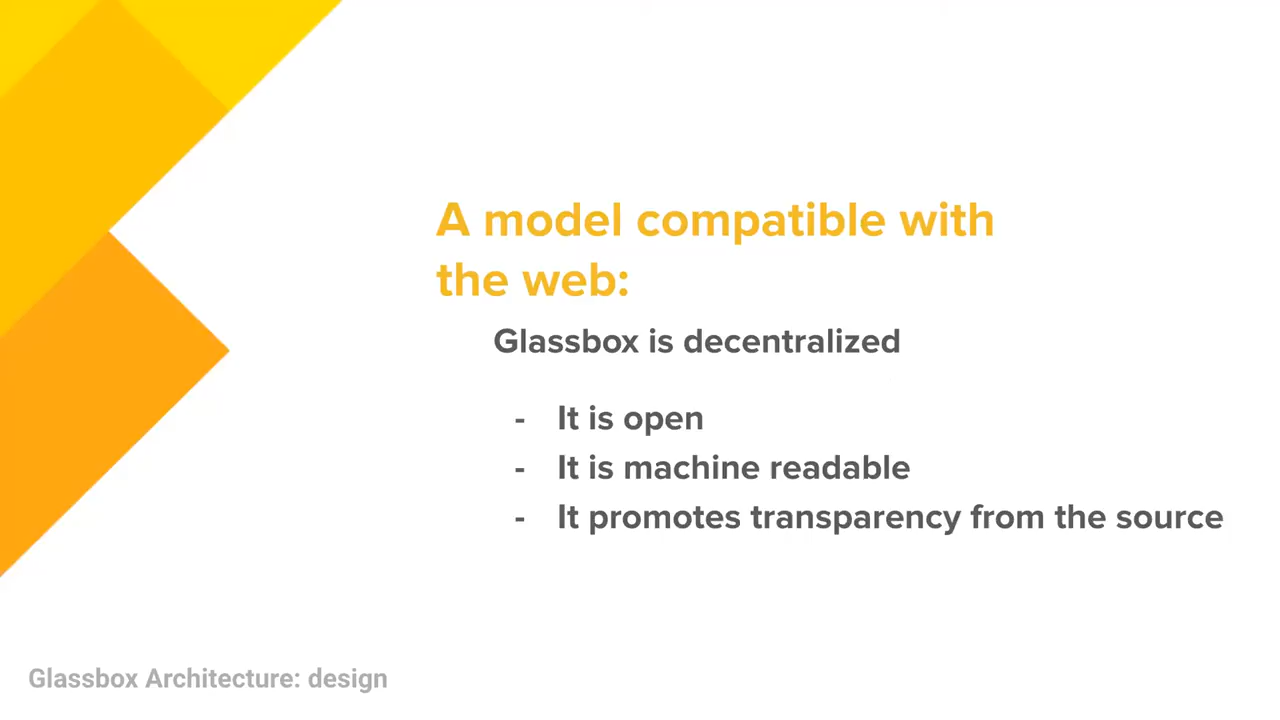 A model compatible with
the web:
Glassbox is decentralized
- It is open
- It is machine readable
- It promotes transparency from the source
Glassbox Architecture: design